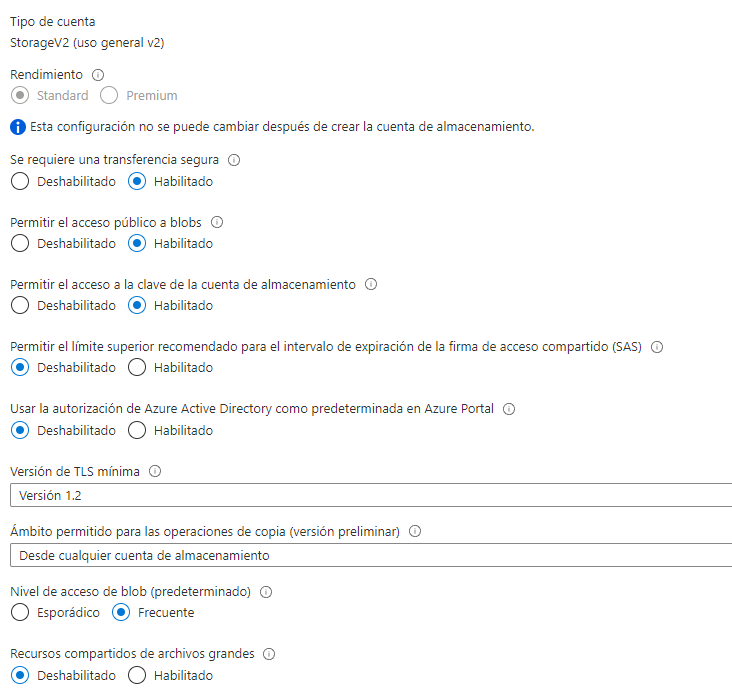 Tipo de cuenta
StorageV2 (uso general v2)
Rendimiento
Standard Premium
Esta configuración no se puede cambiar después de crear la cuenta de almacenamiento.
Se requiere una transferencia segura
Deshabilitado Habilitado
Permitir el acceso público a blobs
Deshabilitado Habilitado
Permitir el acceso a la clave de la cuenta de almacenamiento
Deshabilitado Habilitado
Permitir el límite superior recomendado para el intervalo de expiración de la firma de acceso compartido (SAS)
Deshabilitado Habilitado
Usar la autorización de Azure Active Directory como predeterminada en Azure Portal
Deshabilitado Habilitado
Versión de TLS mínima
Versión 1.2
Ámbito permitido para las operaciones de copia (versión preliminar)
Desde cualquier cuenta de almacenamiento
Nivel de acceso de blob (predeterminado)
Esporádico Frecuente
Recursos compartidos de archivos grandes
Deshabilitado Habilitado